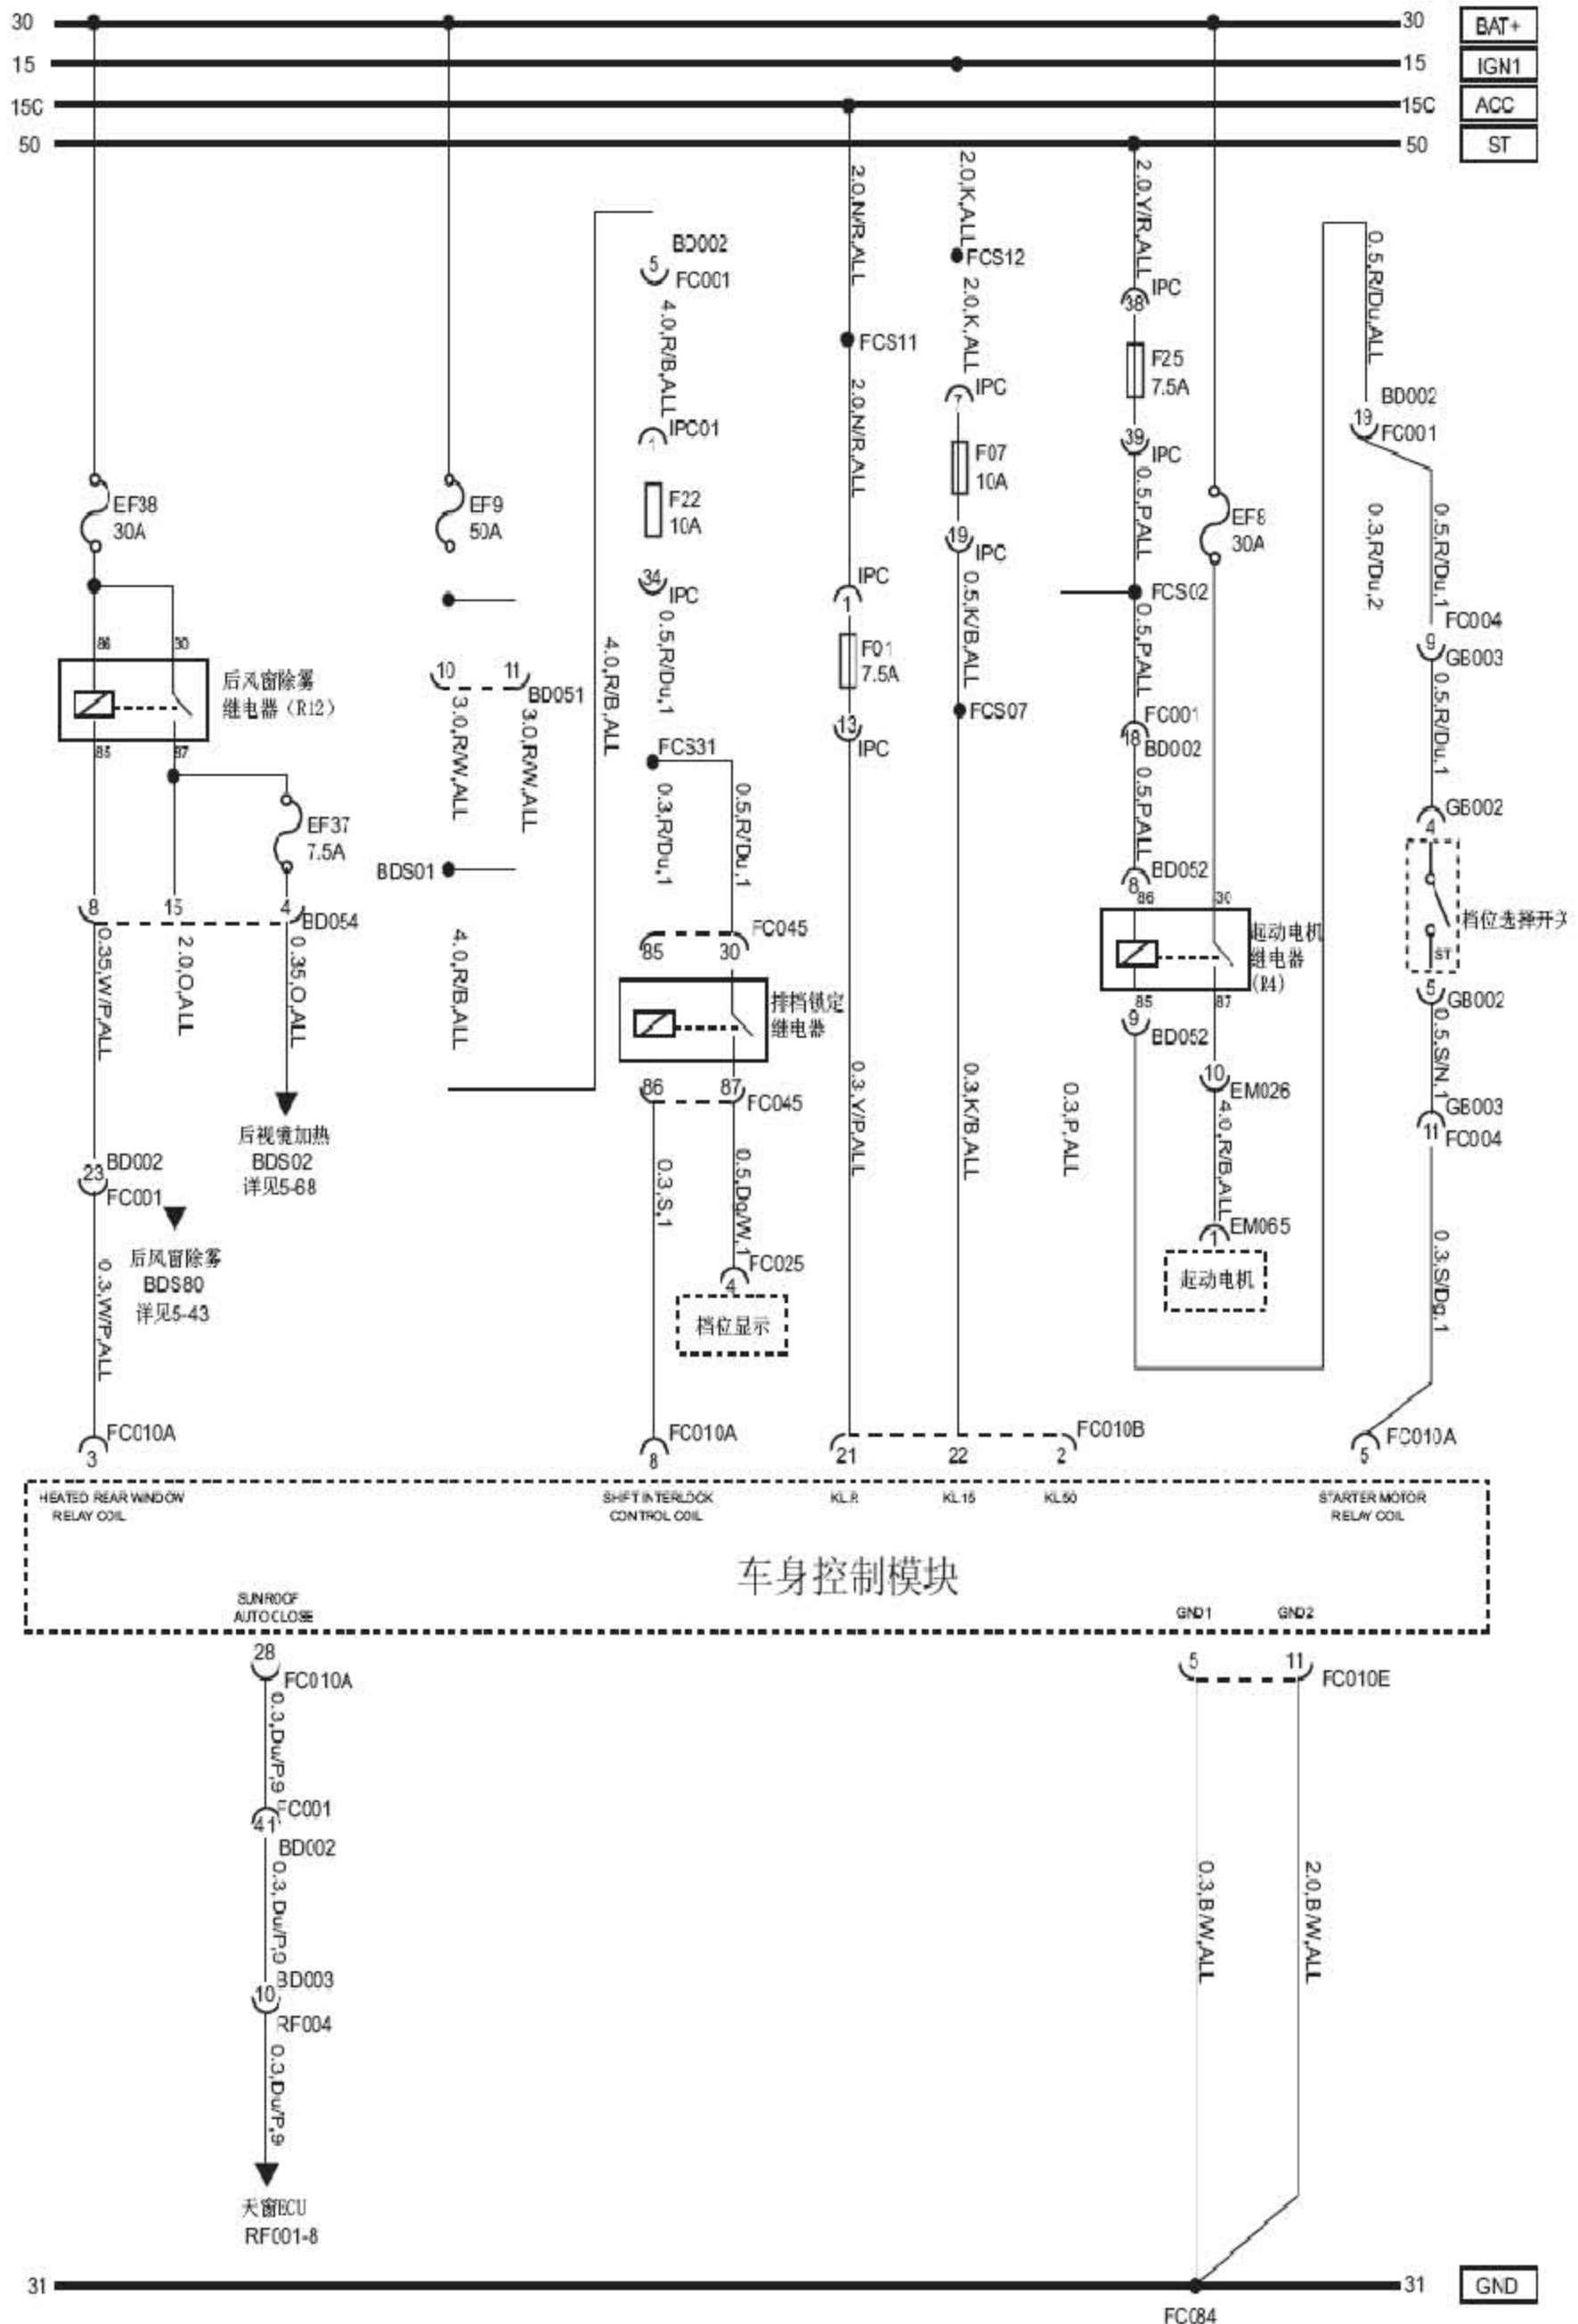 30
30
BAT+
15
15
IGN1
15C
15C
ACC
50
50
ST
2.0,N/R,ALL
2.0,K,ALL
2.0,Y/R,ALL
0.5,R/Du,ALL
BD002
5
FC001
FCS12
IPC
38
4.0,R/B,ALL
FCS11
2.0,K,ALL
F25
7.5A
2.0,N/R,ALL
IPC
7
BD002
19
FC001
IPC01
1
39
IPC
F07
10A
EF38
30A
EF9
50A
F22
10A
0.5,P,ALL
EF8
30A
0.3,R/Du,2
0.5,R/Du,1
19
IPC
34
IPC
IPC
1
0.5,K/B,ALL
FCS02
0.5,R/Du,1
0.5,P,ALL
FC004
9
GB003
86
30
后风窗除雾
继电器（R12）
85
87
10
11
BD051
4.0,R/B,ALL
F01
7.5A
0.5,R/Du,1
3.0,R/W,ALL
3.0,R/W,ALL
FCS07
FC001
18
BD002
13
IPC
FCS31
0.5,P,ALL
GB002
4
EF37
7.5A
0.3,R/Du,1
0.5,R/Du,1
BDS01
BD052
8
86
30
8
15
4
BD054
档位选择开关
ST
4.0,R/B,ALL
FC045
85
30
起动电机
继电器
(R4)
0.35,W/P,ALL
2.0,O,ALL
0.35,O,ALL
排档锁定
继电器
85
87
5
GB002
9
BD052
0.5,S/N,1
86
87
FC045
0.3,Y/P,ALL
0.3,K/B,ALL
0.3,P,ALL
10
EM026
GB003
11
FC004
后视镜加热
BDS02
详见5-68
4.0,R/B,ALL
23
BD002
FC001
0.3,S,1
0.5,Dg/W,1
EM065
1
后风窗除雾
BDS80
详见5-43
0.3,W/P,ALL
FC025
4
起动电机
0.3,S/Dg,1
档位显示
FC010A
3
FC010A
8
21
22
2
FC010B
FC010A
5
HEATED REAR WINDOW
RELAY COIL
SHIFT INTERLOCK
CONTROL COIL
KL.R
KL.15
KL.50
STARTER MOTOR
RELAY COIL
车身控制模块
SUNROOF
AUTO CLOSE
GND1
GND2
28
FC010A
5
11
FC010E
0.3,Du/P,9
FC001
41
BD002
0.3,Du/P,9
0.3,B/W,ALL
2.0,B/W,ALL
BD003
10
RF004
0.3,Du/P,9
天窗ECU
RF001-8
31
31
GND
FC084